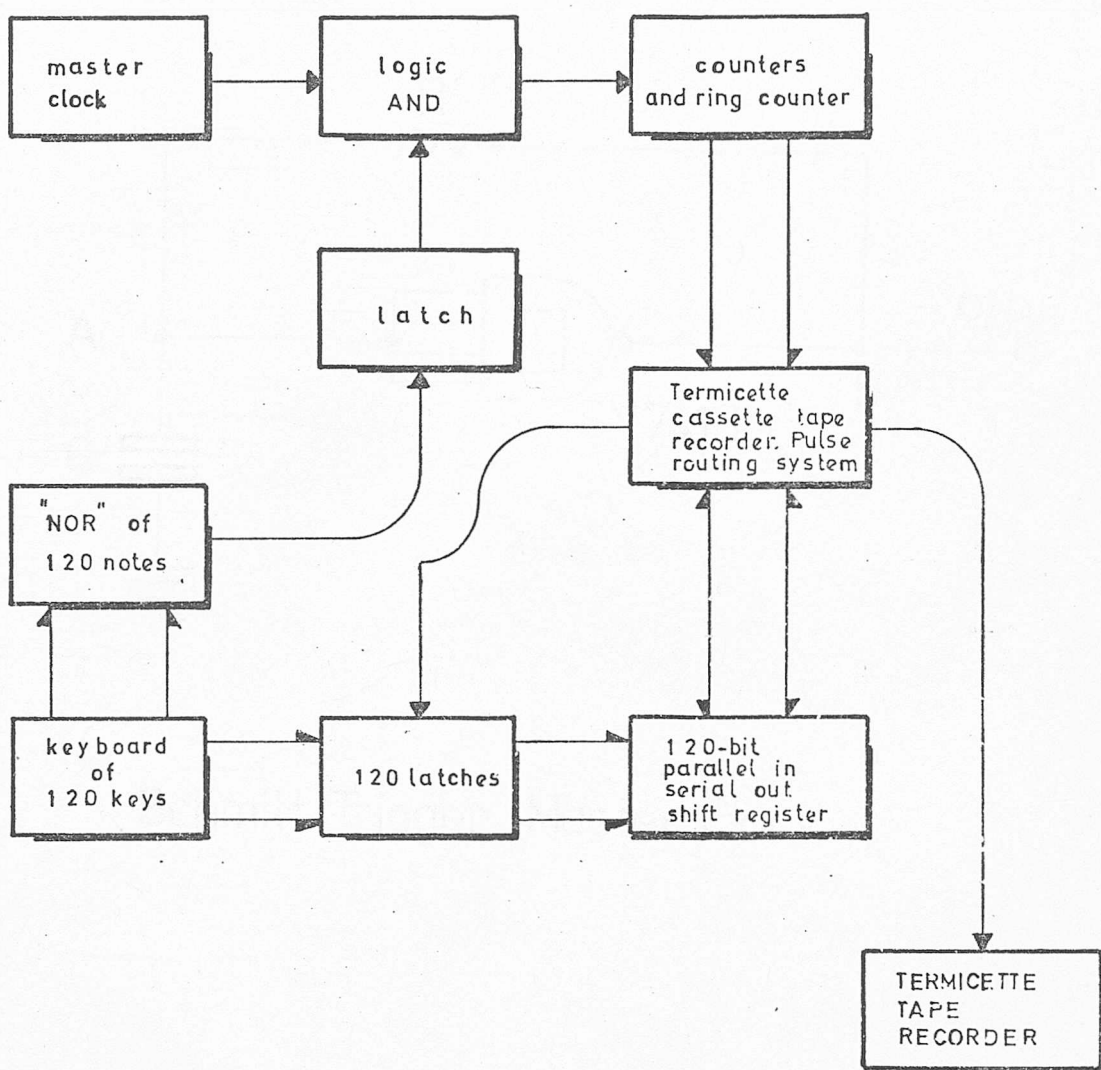 master
clock
logic
AND
counters
and ring counter
latch
Termicette
cassette tape
recorder. Pulse
routing system
"NOR" of
120 notes
keyboard
of
120 keys
120 latches
120-bit
parallel in
serial out
shift register
TERMICETTE
TAPE
RECORDER